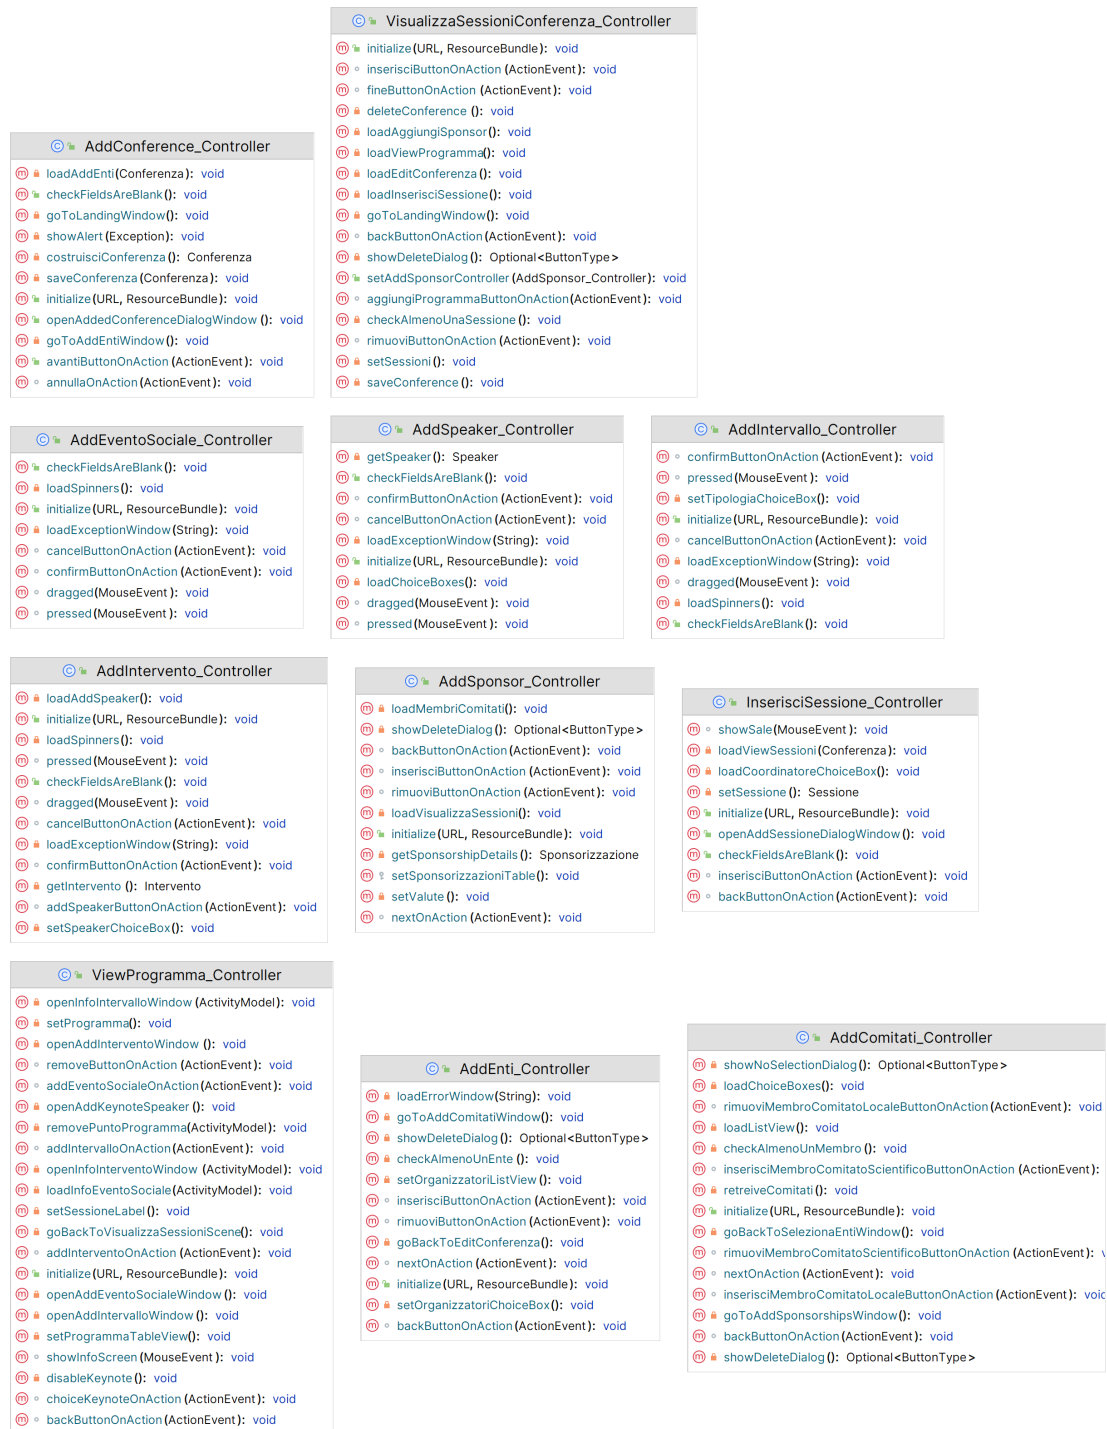 VisualizzaSessioniConferenza_Controller
initialize(URL, ResourceBundle): void
inserisciButtonOnAction(ActionEvent): void
fineButtonOnAction(ActionEvent): void
deleteConference(): void
loadAggiungiSponsor(): void
loadViewProgramma(): void
loadEditConferenza(): void
loadInserisciSessione(): void
goToLandingWindow(): void
backButtonOnAction(ActionEvent): void
showDeleteDialog(): Optional<ButtonType>
setAddSponsorController(AddSponsor_Controller): void
aggiungiProgrammaButtonOnAction(ActionEvent): void
checkAlmenoUnaSessione(): void
rimuoviButtonOnAction(ActionEvent): void
setSessioni(): void
saveConference(): void
AddConference_Controller
loadAddEnti(Conferenza): void
checkFieldsAreBlank(): void
goToLandingWindow(): void
showAlert(Exception): void
costruisciConferenza(): Conferenza
saveConferenza(Conferenza): void
initialize(URL, ResourceBundle): void
openAddedConferenceDialogWindow(): void
goToAddEntiWindow(): void
avantiButtonOnAction(ActionEvent): void
annullaOnAction(ActionEvent): void
AddEventoSociale_Controller
checkFieldsAreBlank(): void
loadSpinners(): void
initialize(URL, ResourceBundle): void
loadExceptionWindow(String): void
cancelButtonOnAction(ActionEvent): void
confirmButtonOnAction(ActionEvent): void
dragged(MouseEvent): void
pressed(MouseEvent): void
AddSpeaker_Controller
getSpeaker(): Speaker
checkFieldsAreBlank(): void
confirmButtonOnAction(ActionEvent): void
cancelButtonOnAction(ActionEvent): void
loadExceptionWindow(String): void
initialize(URL, ResourceBundle): void
loadChoiceBoxes(): void
dragged(MouseEvent): void
pressed(MouseEvent): void
AddIntervallo_Controller
confirmButtonOnAction(ActionEvent): void
pressed(MouseEvent): void
setTipologiaChoiceBox(): void
initialize(URL, ResourceBundle): void
cancelButtonOnAction(ActionEvent): void
loadExceptionWindow(String): void
dragged(MouseEvent): void
loadSpinners(): void
checkFieldsAreBlank(): void
AddIntervento_Controller
loadAddSpeaker(): void
initialize(URL, ResourceBundle): void
loadSpinners(): void
pressed(MouseEvent): void
checkFieldsAreBlank(): void
dragged(MouseEvent): void
cancelButtonOnAction(ActionEvent): void
loadExceptionWindow(String): void
confirmButtonOnAction(ActionEvent): void
getIntervento(): Intervento
addSpeakerButtonOnAction(ActionEvent): void
setSpeakerChoiceBox(): void
AddSponsor_Controller
loadMembriComitati(): void
showDeleteDialog(): Optional<ButtonType>
backButtonOnAction(ActionEvent): void
inserisciButtonOnAction(ActionEvent): void
rimuoviButtonOnAction(ActionEvent): void
loadVisualizzaSessioni(): void
initialize(URL, ResourceBundle): void
getSponsorshipDetails(): Sponsorizzazione
setSponsorizzazioniTable(): void
setValute(): void
nextOnAction(ActionEvent): void
InserisciSessione_Controller
showSale(MouseEvent): void
loadViewSessioni(Conferenza): void
loadCoordinatoreChoiceBox(): void
setSessione(): Sessione
initialize(URL, ResourceBundle): void
openAddSessioneDialogWindow(): void
checkFieldsAreBlank(): void
inserisciButtonOnAction(ActionEvent): void
backButtonOnAction(ActionEvent): void
ViewProgramma_Controller
openInfoIntervalloWindow(ActivityModel): void
setProgramma(): void
openAddInterventoWindow(): void
removeButtonOnAction(ActionEvent): void
addEventoSocialeOnAction(ActionEvent): void
openAddKeynoteSpeaker(): void
removePuntoProgramma(ActivityModel): void
addIntervalloOnAction(ActionEvent): void
openInfoInterventoWindow(ActivityModel): void
loadInfoEventoSociale(ActivityModel): void
setSessioneLabel(): void
goBackToVisualizzaSessioniScene(): void
addInterventoOnAction(ActionEvent): void
initialize(URL, ResourceBundle): void
openAddEventoSocialeWindow(): void
openAddIntervalloWindow(): void
setProgrammaTableView(): void
showInfoScreen(MouseEvent): void
disableKeynote(): void
choiceKeynoteOnAction(ActionEvent): void
backButtonOnAction(ActionEvent): void
AddEnti_Controller
loadErrorWindow(String): void
goToAddComitatiWindow(): void
showDeleteDialog(): Optional<ButtonType>
checkAlmenoUnEnte(): void
setOrganizzatoriListView(): void
inserisciButtonOnAction(ActionEvent): void
rimuoviButtonOnAction(ActionEvent): void
goBackToEditConferenza(): void
nextOnAction(ActionEvent): void
initialize(URL, ResourceBundle): void
setOrganizzatoriChoiceBox(): void
backButtonOnAction(ActionEvent): void
AddComitati_Controller
showNoSelectionDialog(): Optional<ButtonType>
loadChoiceBoxes(): void
rimuoviMembroComitatoLocaleButtonOnAction(ActionEvent): void
loadListView(): void
checkAlmenoUnMembro(): void
inserisciMembroComitatoScientificoButtonOnAction(ActionEvent):
retreiveComitati(): void
initialize(URL, ResourceBundle): void
goBackToSelezionaEntiWindow(): void
rimuoviMembroComitatoScientificoButtonOnAction(ActionEvent):
nextOnAction(ActionEvent): void
inserisciMembroComitatoLocaleButtonOnAction(ActionEvent): void
goToAddSponsorshipsWindow(): void
backButtonOnAction(ActionEvent): void
showDeleteDialog(): Optional<ButtonType>